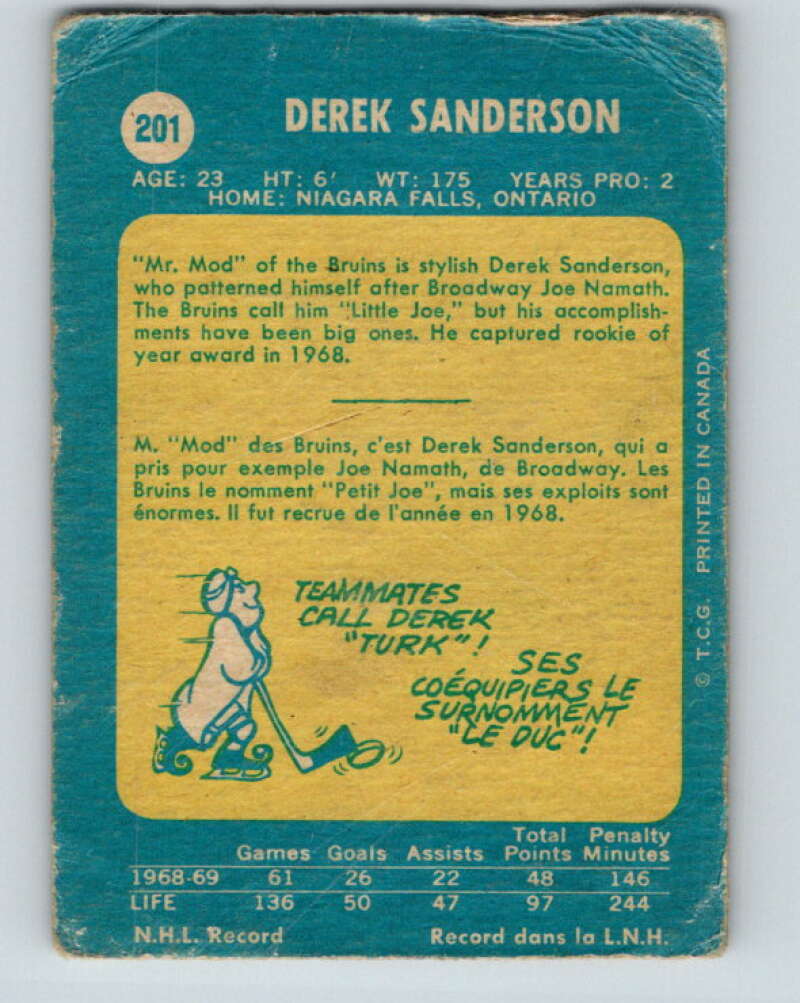 201
DEREK SANDERSON
AGE: 23 HT: 6' WT: 175 YEARS PRO: 2
HOME: NIAGARA FALLS, ONTARIO
"Mr. Mod" of the Bruins is stylish Derek Sanderson,
who patterned himself after Broadway Joe Namath.
The Bruins call him "Little Joe," but his accomplish-
ments have been big ones. He captured rookie of
year award in 1968.
M. "Mod" des Bruins, c'est Derek Sanderson, qui a
pris pour exemple Joe Namath, de Broadway. Les
Bruins le nomment "Petit Joe", mais ses exploits sont
énormes. Il fut recrue de l'année en 1968.
TEAMMATES
CALL DEREK
"TURK"!
SES
COÉQUIPIERS LE
SURNOMMENT
"LE DUC"!
© T.C.G. PRINTED IN CANADA
Total Penalty
Games Goals Assists Points Minutes
1968-69 61 26 22 48 146
LIFE 136 50 47 97 244
N.H.L. Record Record dans la L.N.H.